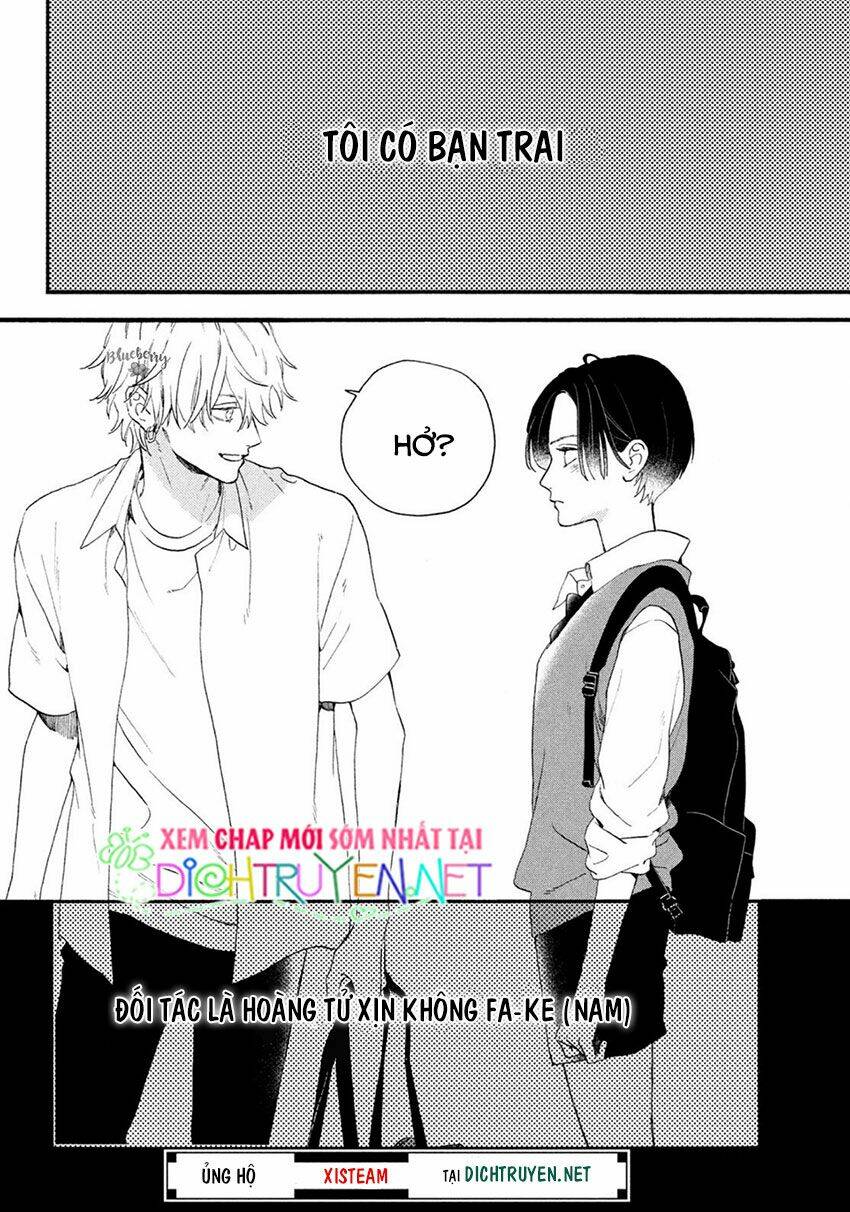 TÔI CÓ BẠN TRAI
Blueberry
HỞ?
XEM CHAP MỚI SỚM NHẤT TẠI
DICHTRUYEN.NET
ĐỐI TÁC LÀ HOÀNG TỬ XỊN KHÔNG FA-KE (NAM)
ỦNG HỘ XISTEAM TẠI DICHTRUYEN.NET